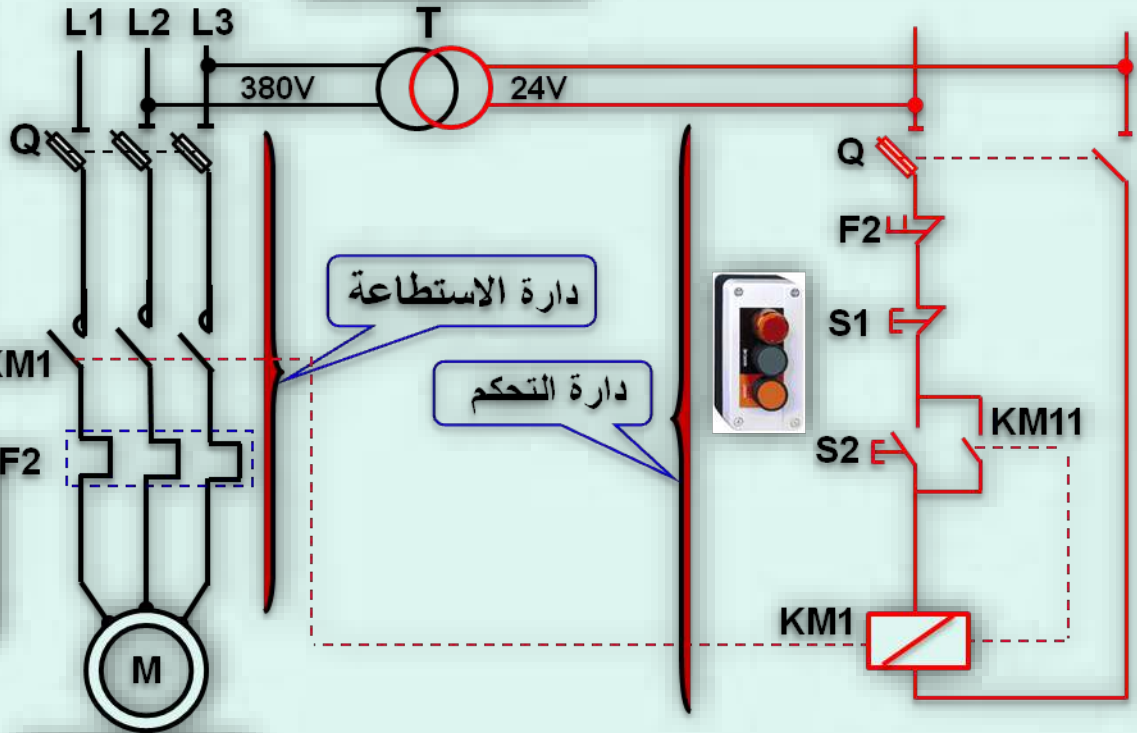 L1 L2 L3
T
380V
24V
Q
Q
F2
دارة الاستطاعة
S1
KM1
دارة التحكم
KM11
F2
S2
KM1
M